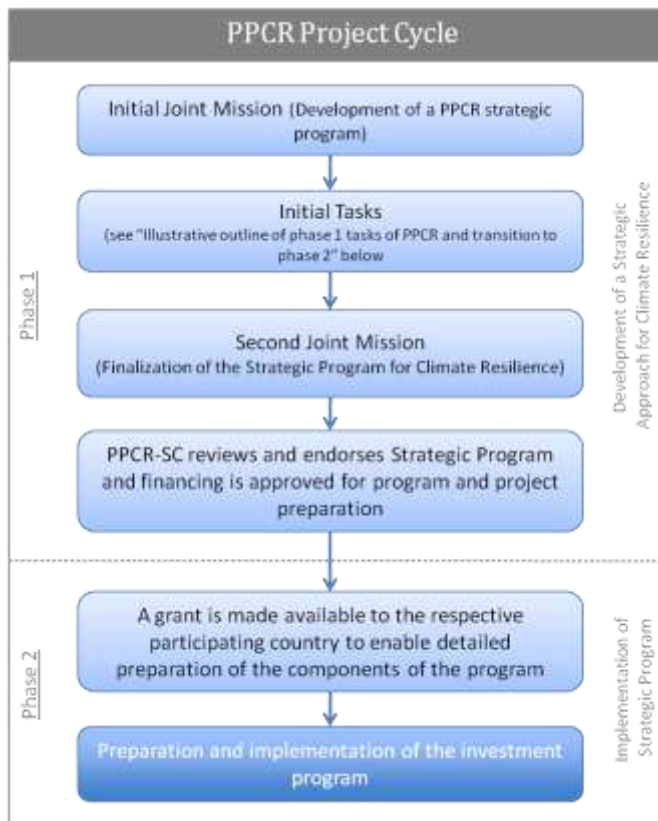 PPCR Project Cycle
Initial Joint Mission (Development of a PPCR strategic
program)
Initial Tasks
(see "Illustrative outline of phase 1 tasks of PPCR and transition to
phase 2" below
Second Joint Mission
(Finalization of the Strategic Program for Climate Resilience)
PPCR-SC reviews and endorses Strategic Program
and financing is approved for program and project
preparation
Phase 1
Development of a Strategic
Approach for Climate Resilience
A grant is made available to the respective
participating country to enable detailed
preparation of the components of the program
Preparation and implementation of the investment
program
Phase 2
Implementation of
Strategic Program